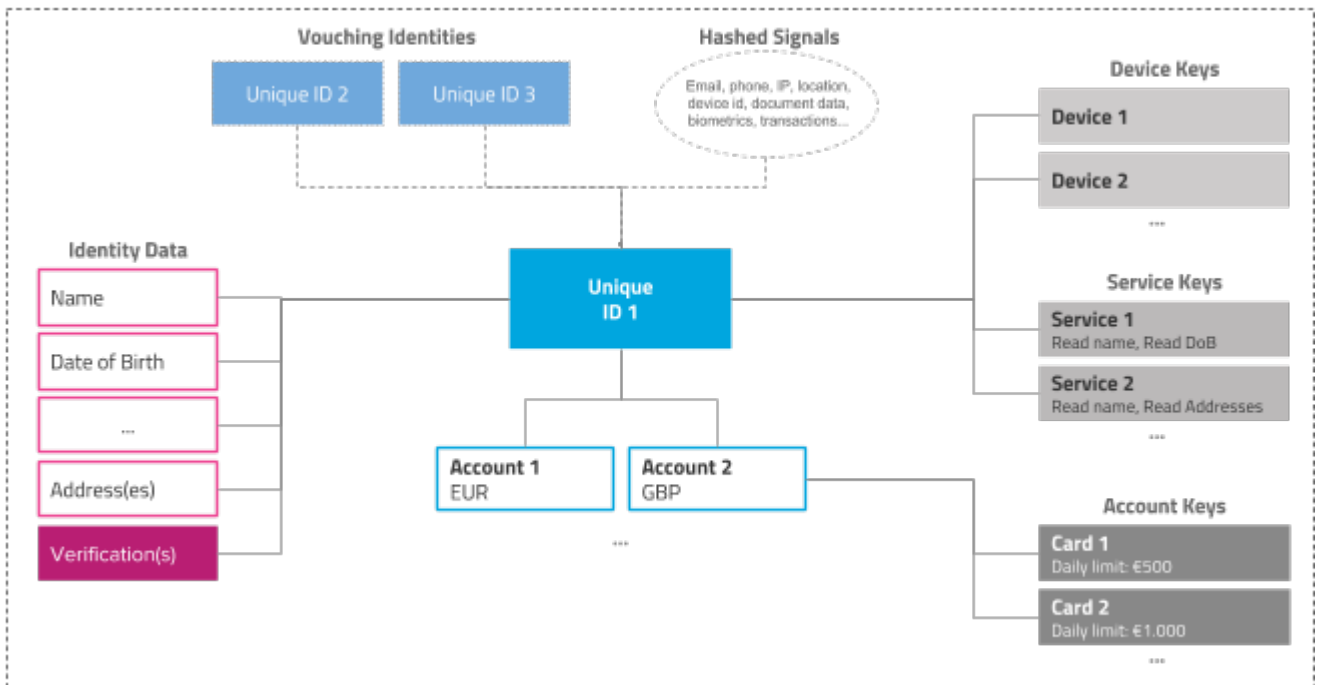 Vouching Identities
Unique ID 2
Unique ID 3
Hashed Signals
Email, phone, IP, location,
device id, document data,
biometrics, transactions...
Device Keys
Device 1
Device 2
...
Identity Data
Name
Date of Birth
...
Address(es)
Verification(s)
Unique
ID 1
Service Keys
Service 1
Read name, Read DoB
Service 2
Read name, Read Addresses
...
Account 1
EUR
Account 2
GBP
...
Account Keys
Card 1
Daily limit: €500
Card 2
Daily limit: €1.000
...